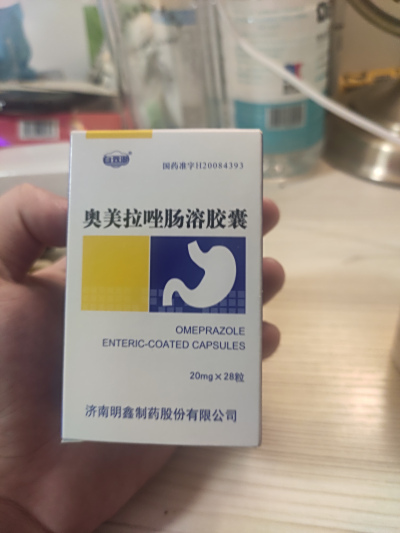 国药准字H20084393
奥美拉唑肠溶胶囊
OMEPRAZOLE
ENTERIC-COATED CAPSULES
20mg×28粒
济南明鑫制药股份有限公司